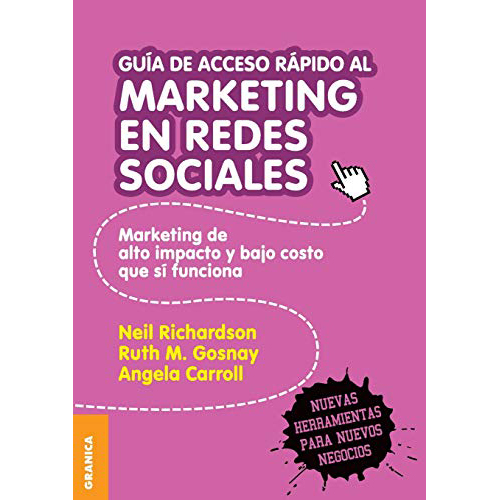 GUÍA DE ACCESO RÁPIDO AL
MARKETING
EN REDES
SOCIALES
Marketing de
alto impacto y bajo costo
que sí funciona
Neil Richardson
Ruth M. Gosnay
Angela Carroll
NUEVAS
HERRAMIENTAS
PARA NUEVOS
NEGOCIOS
GRANICA